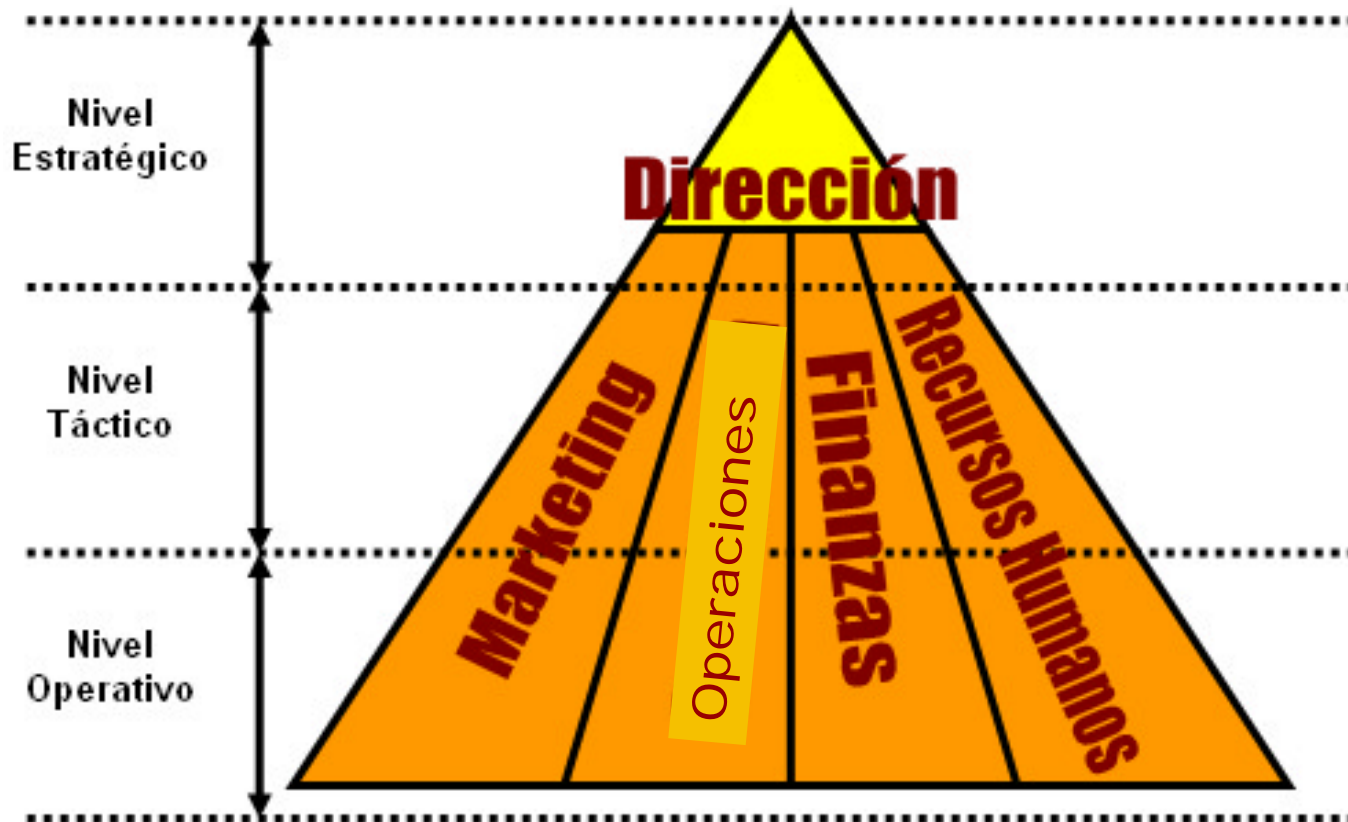 Nivel
Estratégico
Dirección
Nivel
Táctico
Nivel
Operativo
Marketing
Operaciones
Finanzas
Recursos Humanos